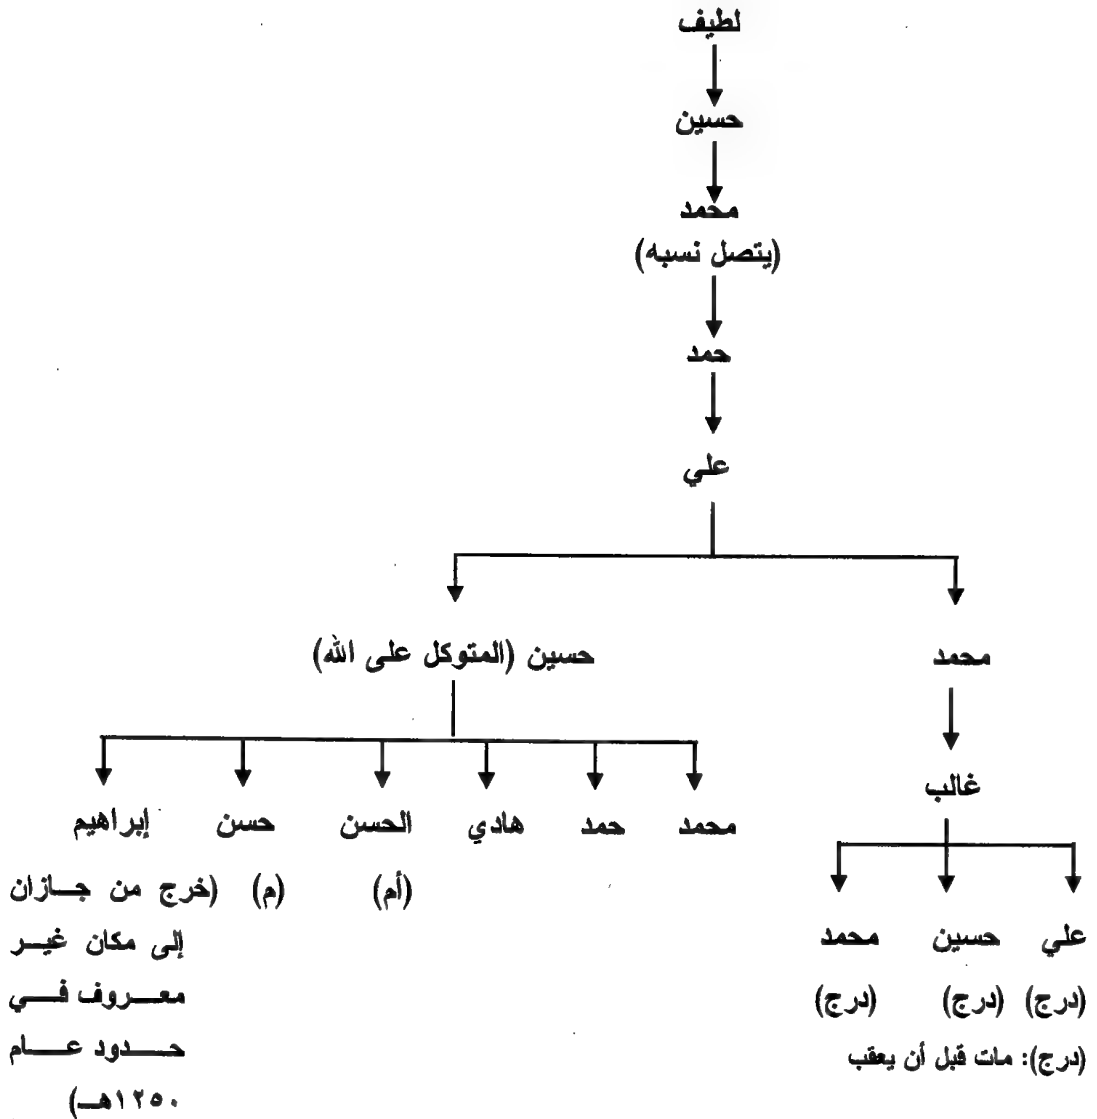 لطيف
حسين
محمد
(يتصل نسبه)
حمد
علي
محمد
حسين (المتوكل على الله)
غالب
محمد
حمد
هادي
الحسن
حسن
إبراهيم
(أم)
(م)
(خرج من جازان
إلى مكان غير
معروف في
حدود عام
١٢٥٠هـ)
علي
حسين
محمد
(درج)
(درج)
(درج)
(درج): مات قبل أن يعقب